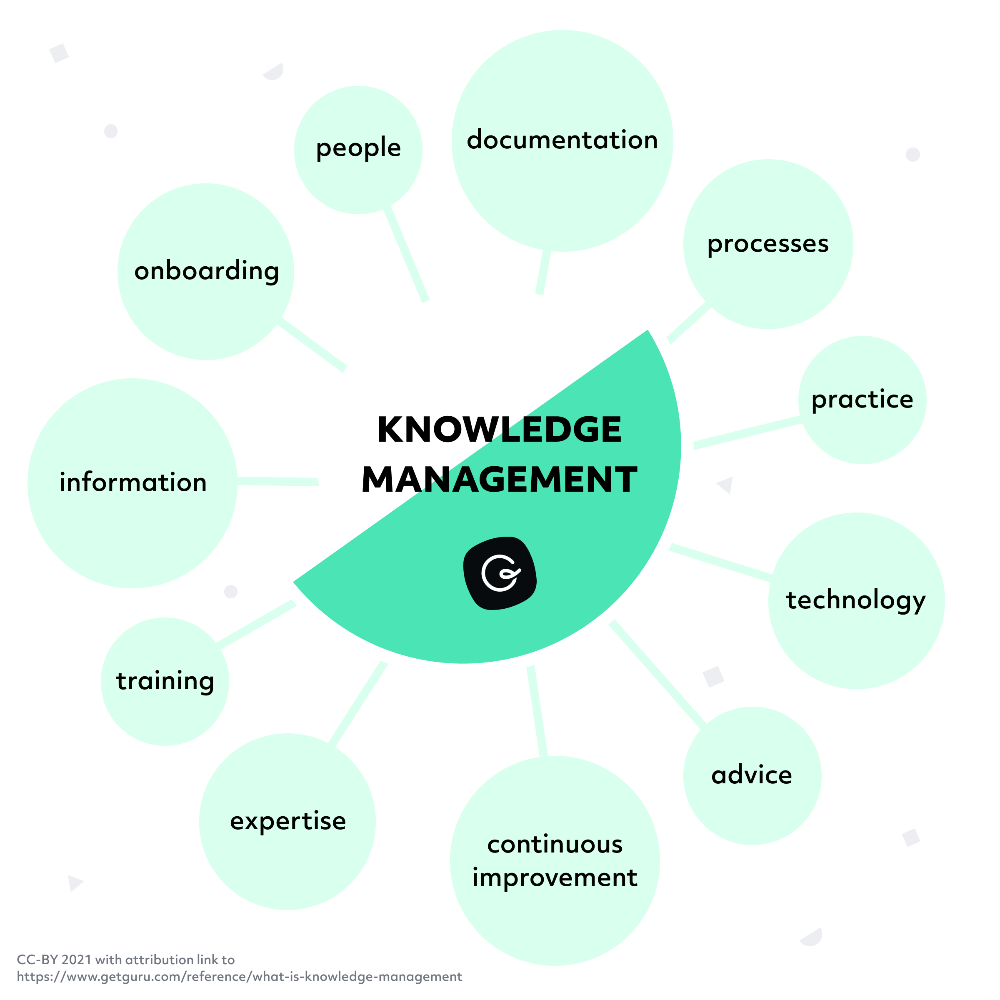 people
documentation
processes
onboarding
practice
KNOWLEDGE
MANAGEMENT
information
technology
training
advice
expertise
continuous
improvement
CC-BY 2021 with attribution link to
https://www.getguru.com/reference/what-is-knowledge-management